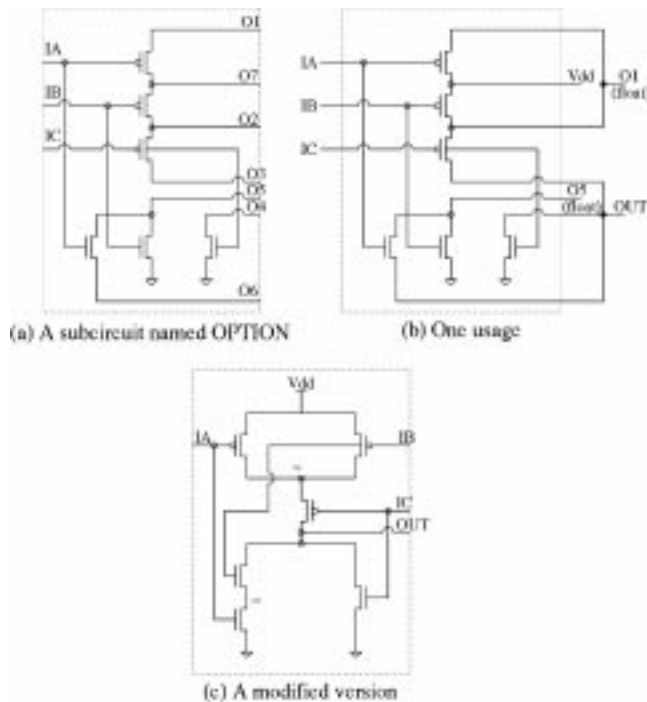 O1
IA
O7
IB
O2
IC
O3
O5
O4
O6
(a) A subcircuit named OPTION
IA
Vdd
O1
(float)
IB
IC
O5
(float)
OUT
(b) One usage
Vdd
IA
IB
IC
OUT
(c) A modified version